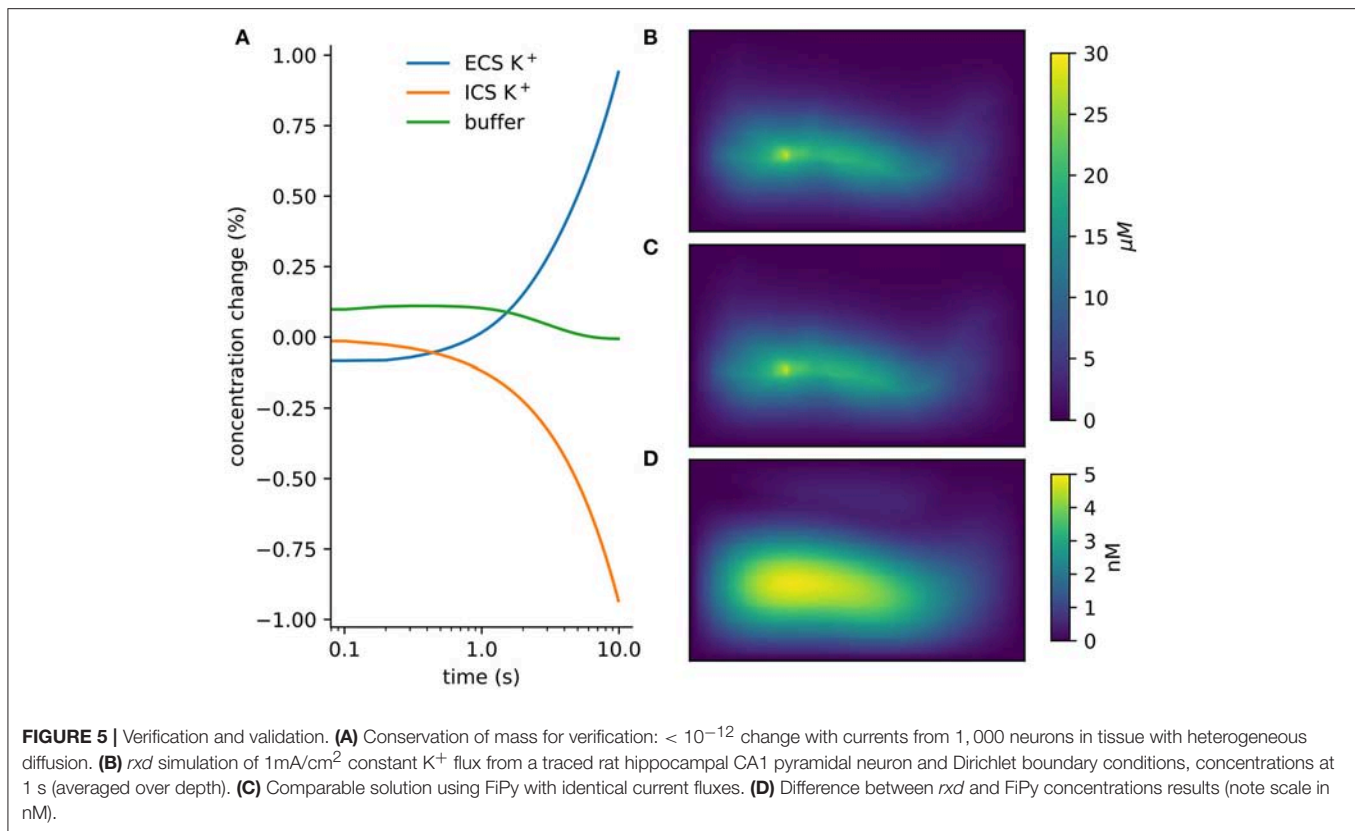 A
1.00
0.75
0.50
0.25
0.00
−0.25
−0.50
−0.75
−1.00
concentration change (%)
ECS K+
ICS K+
buffer
0.1
1.0
10.0
time (s)
B
C
30
25
20
15
10
5
0
μM
D
5
4
3
2
1
0
nM
FIGURE 5 | Verification and validation. (A) Conservation of mass for verification: < 10−12 change with currents from 1, 000 neurons in tissue with heterogeneous
diffusion. (B) rxd simulation of 1mA/cm2 constant K+ flux from a traced rat hippocampal CA1 pyramidal neuron and Dirichlet boundary conditions, concentrations at
1 s (averaged over depth). (C) Comparable solution using FiPy with identical current fluxes. (D) Difference between rxd and FiPy concentrations results (note scale in
nM).